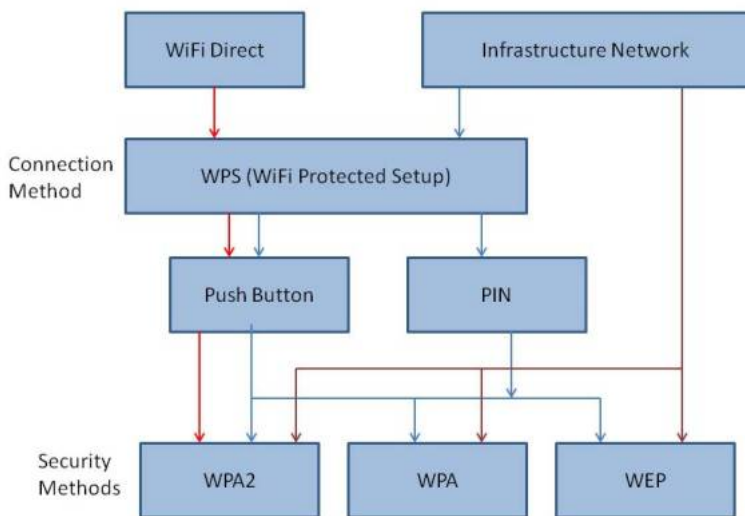 WiFi Direct
Infrastructure Network
Connection
Method
WPS (WiFi Protected Setup)
Push Button
PIN
Security
Methods
WPA2
WPA
WEP